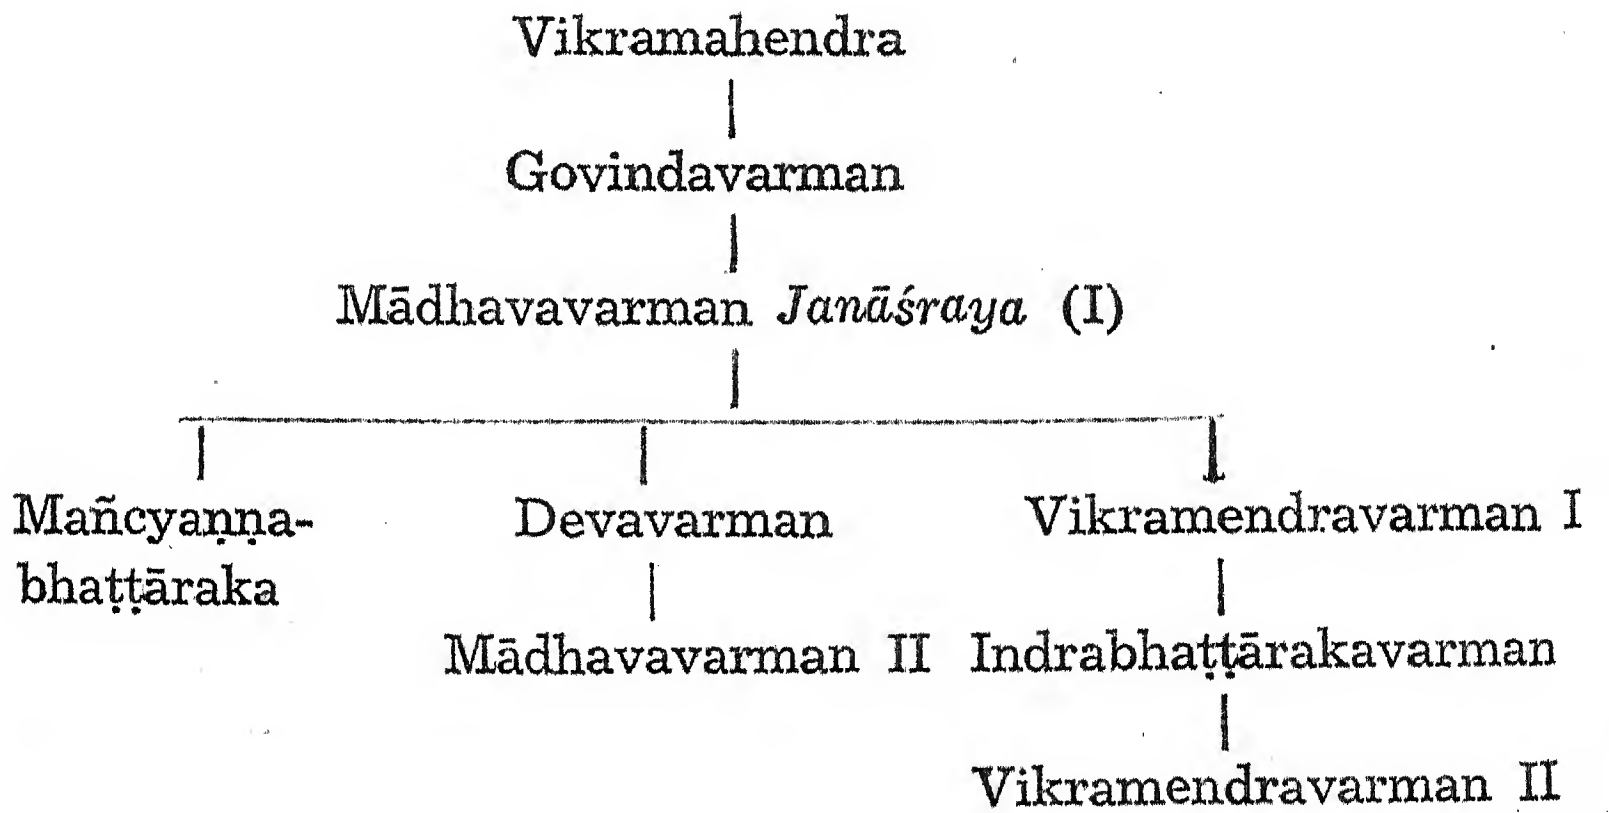 Vikramahendra
Govindavarman
Mādhavavarman Janāśraya (I)
Mañcyaṇṇa-
bhaṭṭāraka
Devavarman
Vikramendravarman I
Mādhavavarman II
Indrabhaṭṭārakavarman
Vikramendravarman II